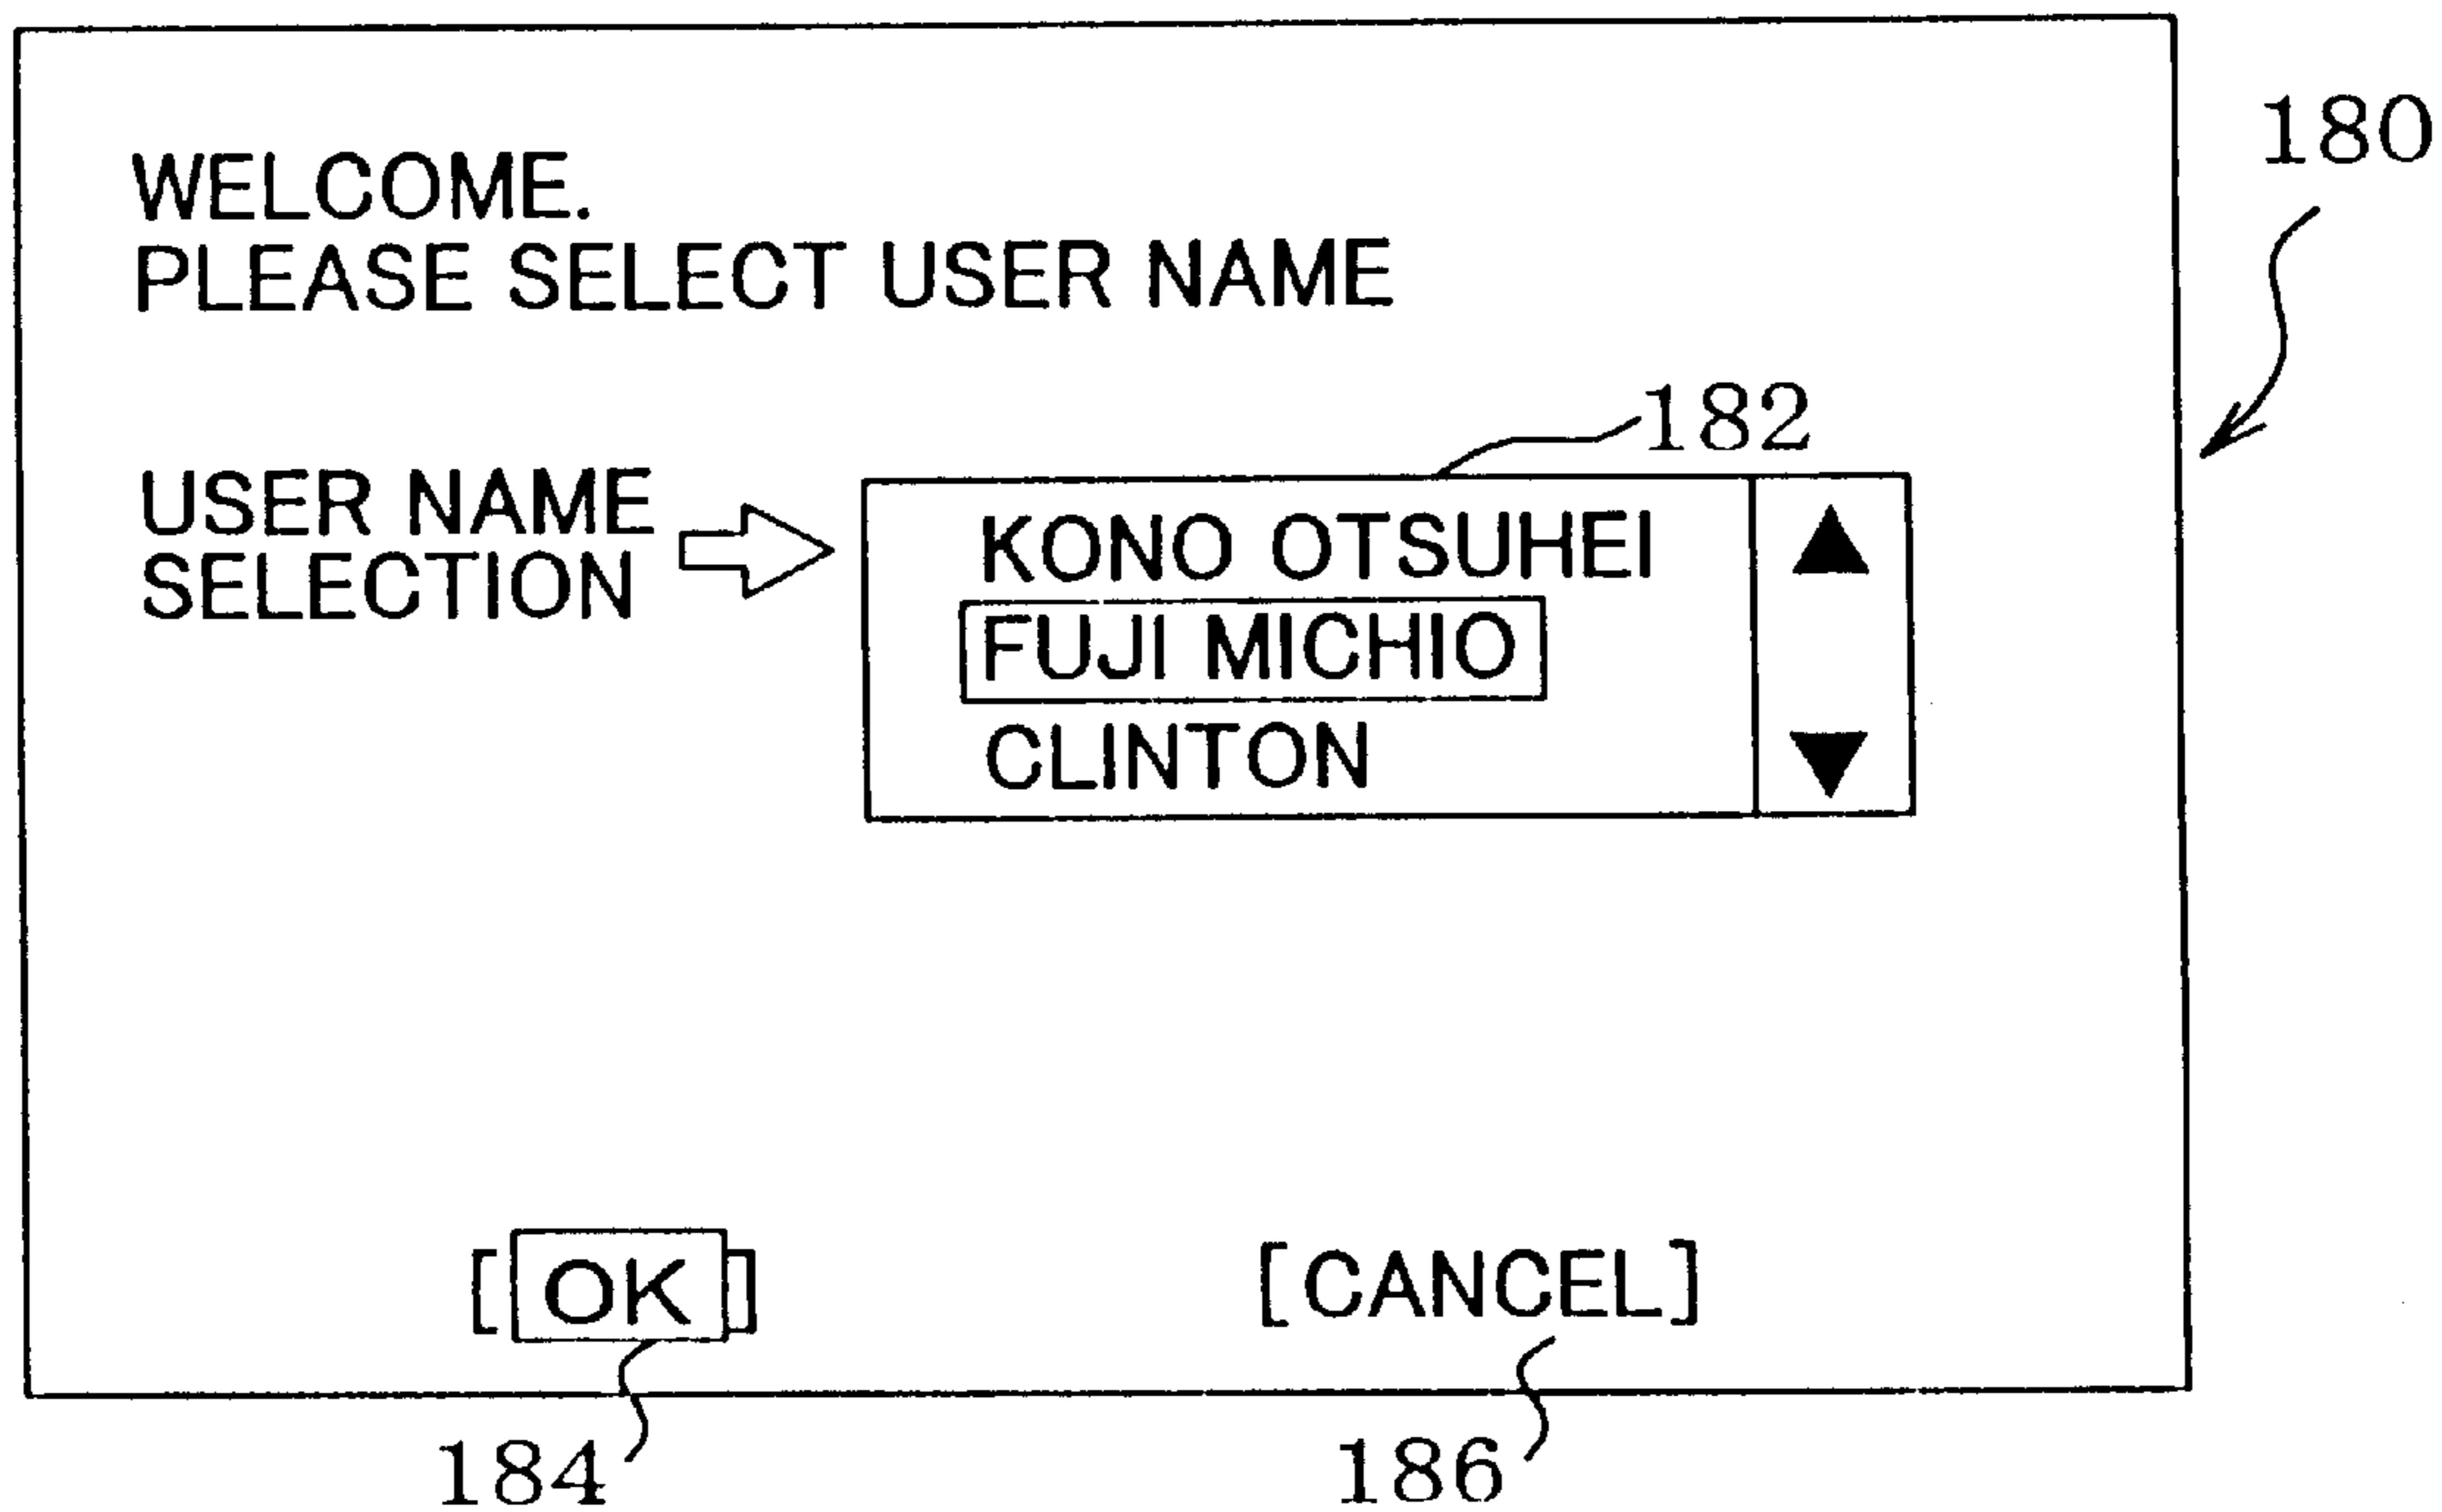 180
WELCOME.
PLEASE SELECT USER NAME
182
USER NAME
SELECTION
KONO OTSUHEI
FUJI MICHIO
CLINTON
[OK]
[CANCEL]
184
186